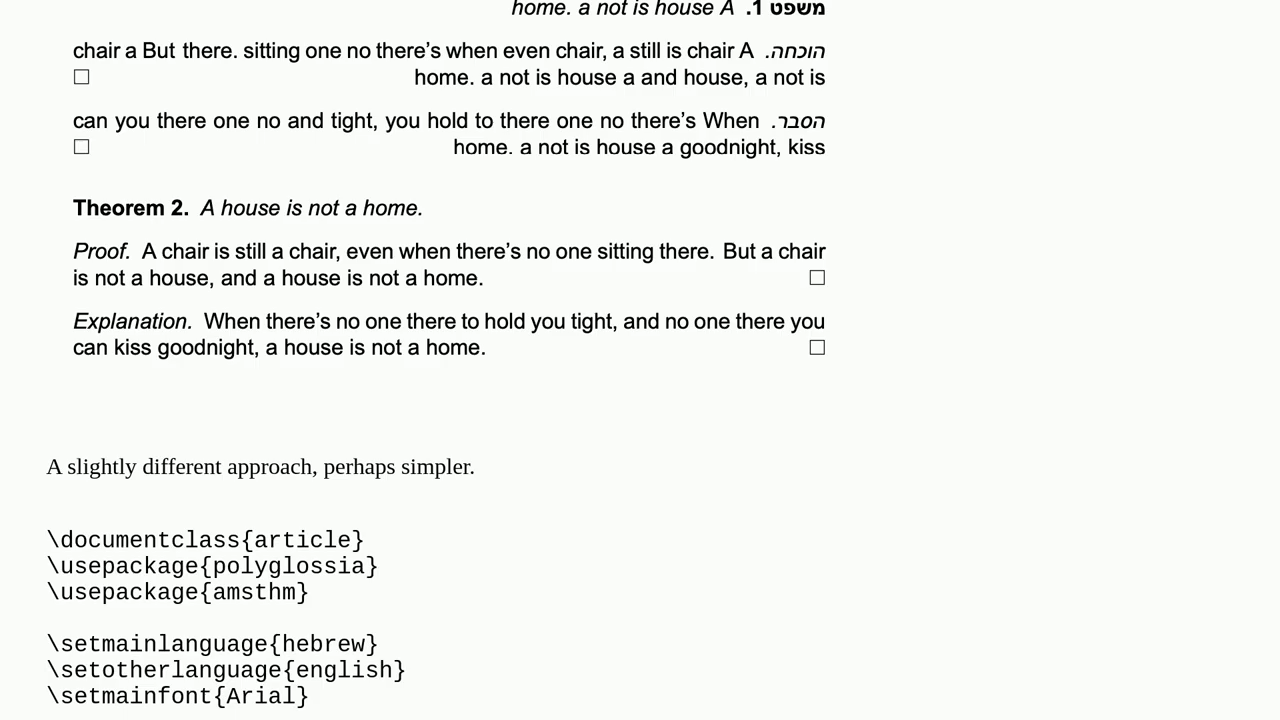 משפט 1. home. a not is house A
הוכחה. chair a But there. sitting one no there’s when even chair, a still is chair A
home. a not is house a and house, a not is □
הסבר. can you there one no and tight, you hold to there one no there’s When
home. a not is house a goodnight, kiss □
Theorem 2. A house is not a home.
Proof. A chair is still a chair, even when there’s no one sitting there. But a chair
is not a house, and a house is not a home. □
Explanation. When there’s no one there to hold you tight, and no one there you
can kiss goodnight, a house is not a home. □
A slightly different approach, perhaps simpler.
\documentclass{article}
\usepackage{polyglossia}
\usepackage{amsthm}
\setmainlanguage{hebrew}
\setotherlanguage{english}
\setmainfont{Arial}